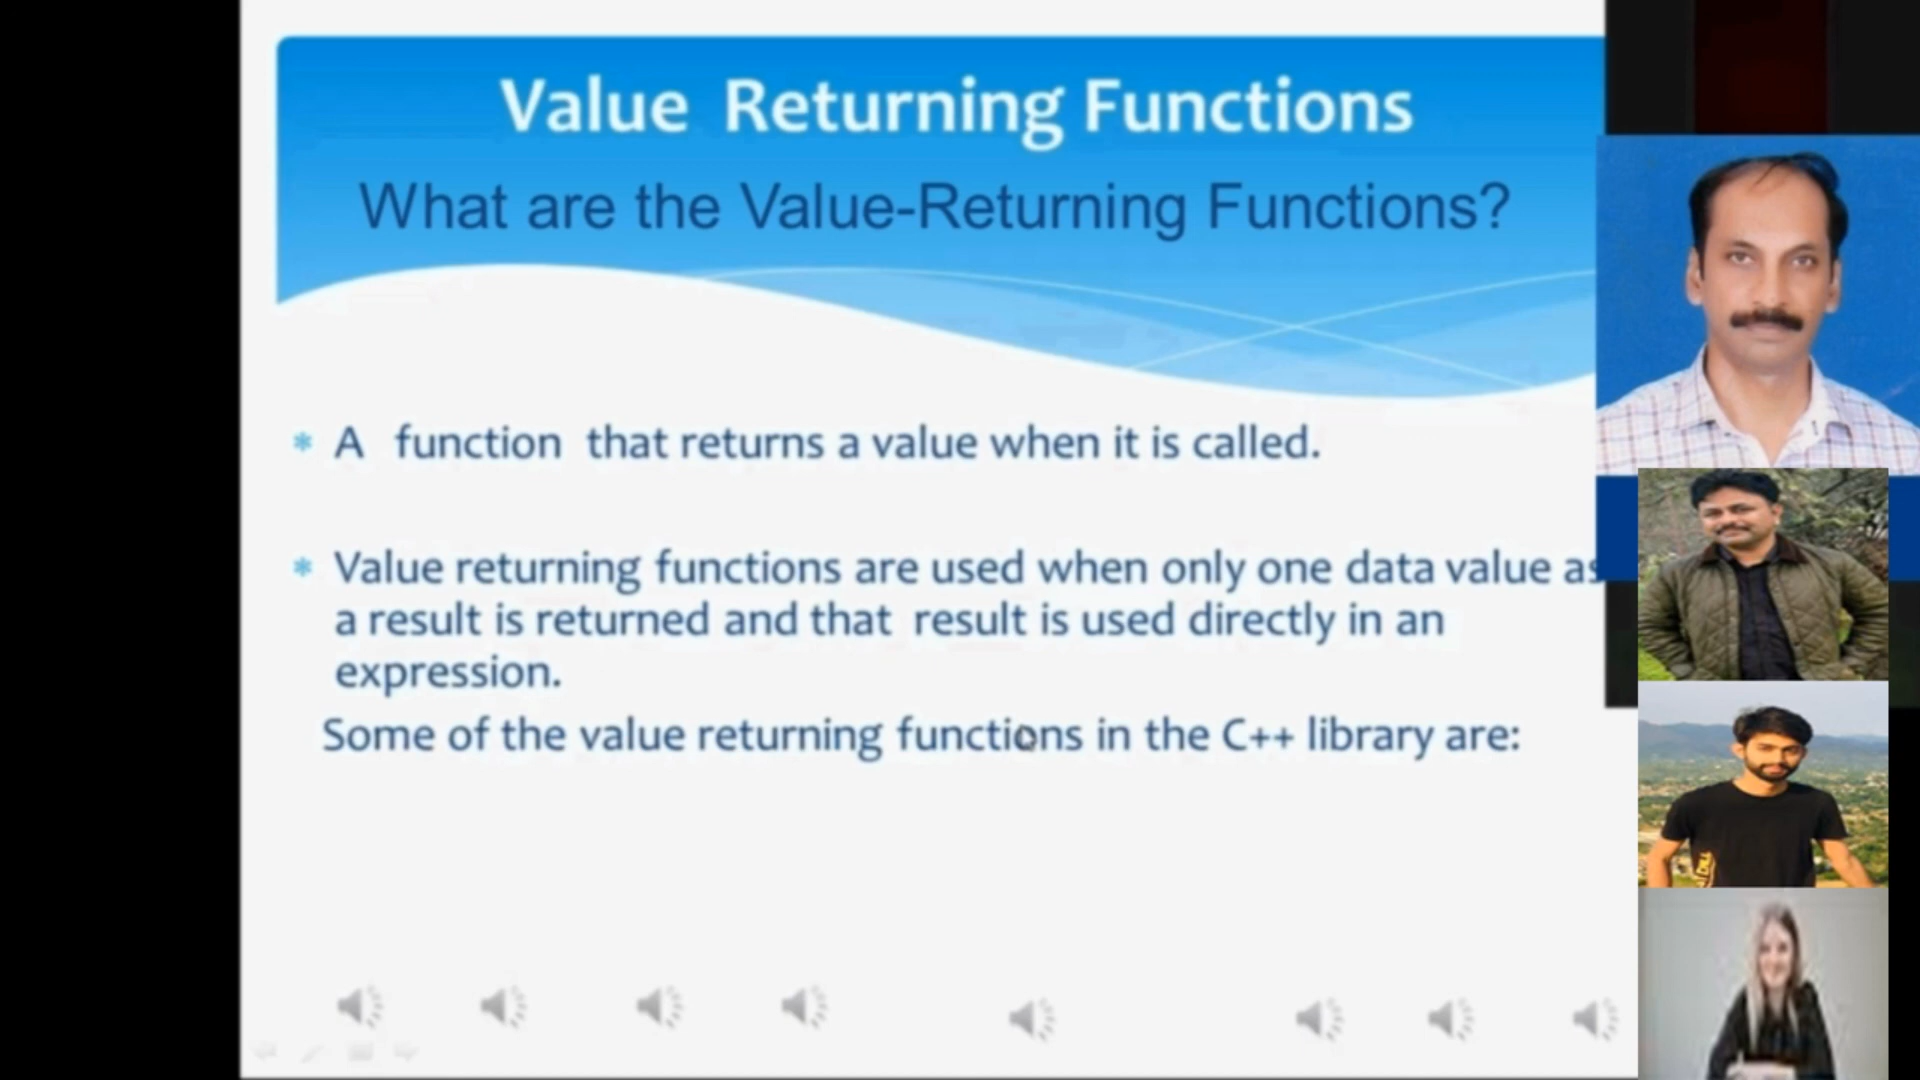 Value Returning Functions
What are the Value-Returning Functions?
A function that returns a value when it is called.
Value returning functions are used when only one data value as
a result is returned and that result is used directly in an
expression.
Some of the value returning functions in the C++ library are: